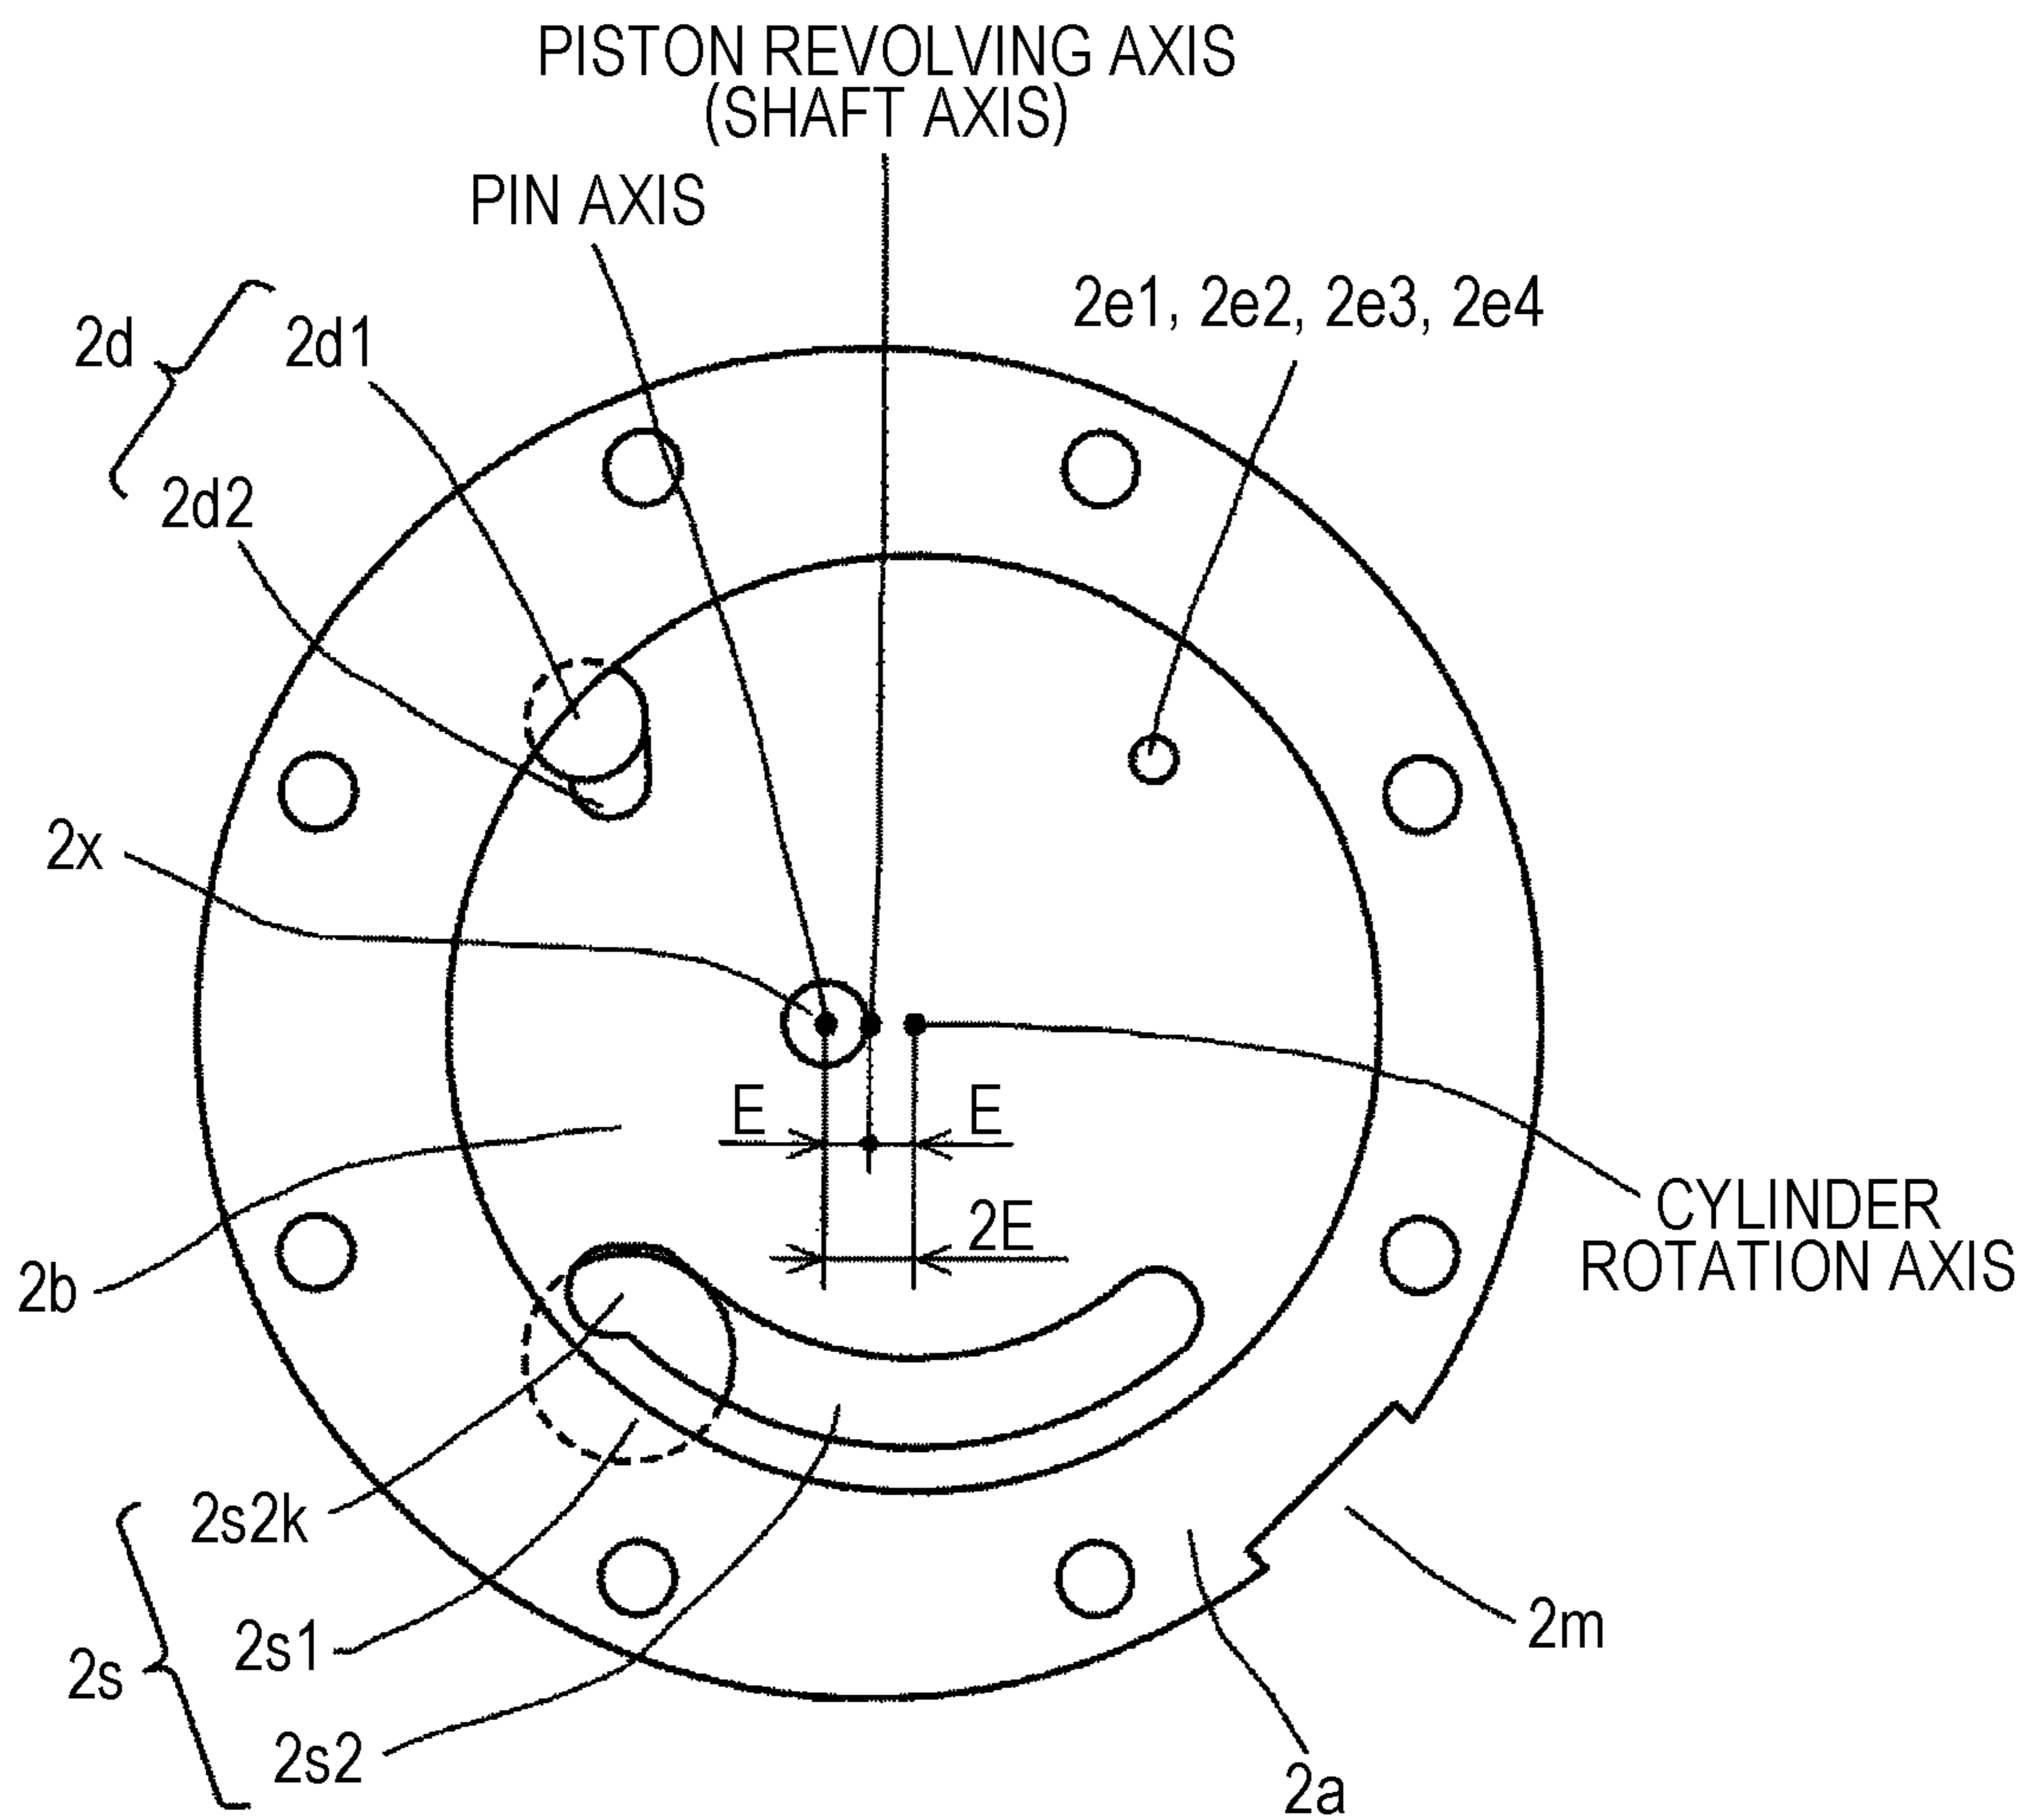 PISTON REVOLVING AXIS
(SHAFT AXIS)
PIN AXIS
2e1, 2e2, 2e3, 2e4
2d
2d1
2d2
2x
E
E
2E
CYLINDER
ROTATION AXIS
2b
2s2k
2s1
2s
2s2
2m
2a